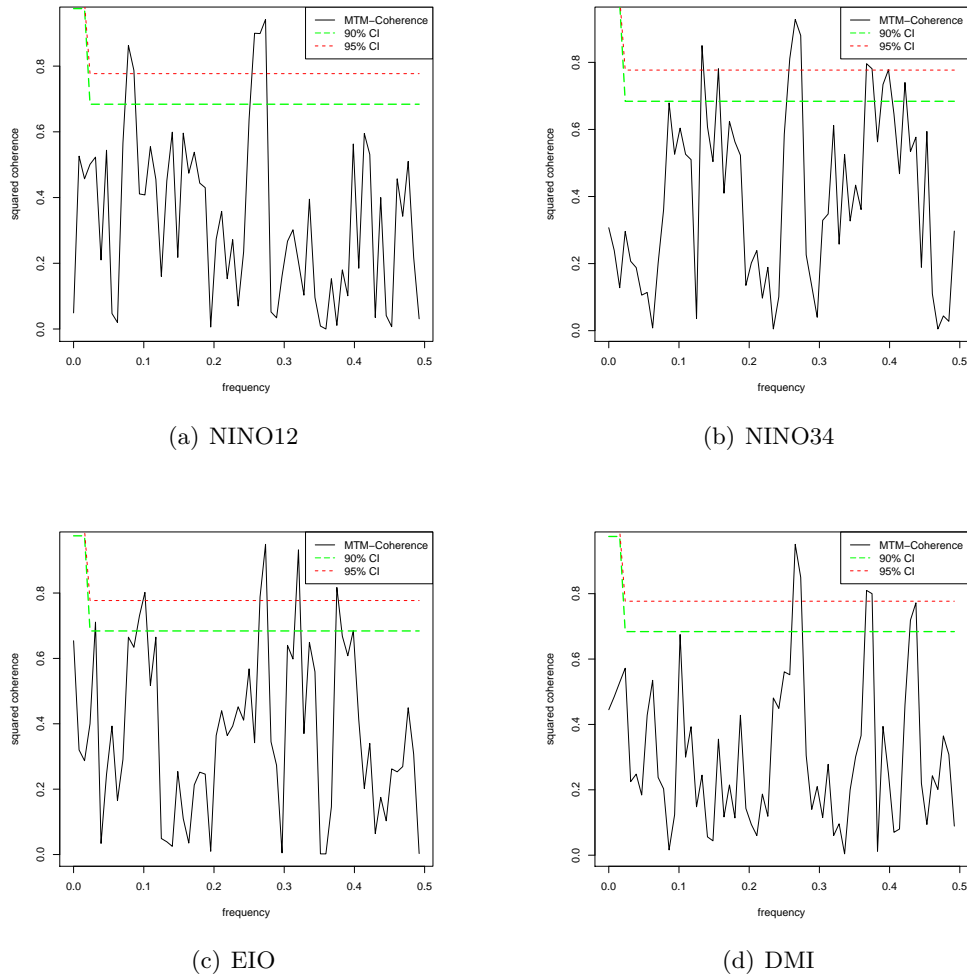 MTM−Coherence
90% CI
95% CI
squared coherence
0.0 0.2 0.4 0.6 0.8
0.0 0.1 0.2 0.3 0.4 0.5
frequency
(a) NINO12
MTM−Coherence
90% CI
95% CI
squared coherence
0.0 0.2 0.4 0.6 0.8
0.0 0.1 0.2 0.3 0.4 0.5
frequency
(b) NINO34
MTM−Coherence
90% CI
95% CI
squared coherence
0.0 0.2 0.4 0.6 0.8
0.0 0.1 0.2 0.3 0.4 0.5
frequency
(c) EIO
MTM−Coherence
90% CI
95% CI
squared coherence
0.0 0.2 0.4 0.6 0.8
0.0 0.1 0.2 0.3 0.4 0.5
frequency
(d) DMI